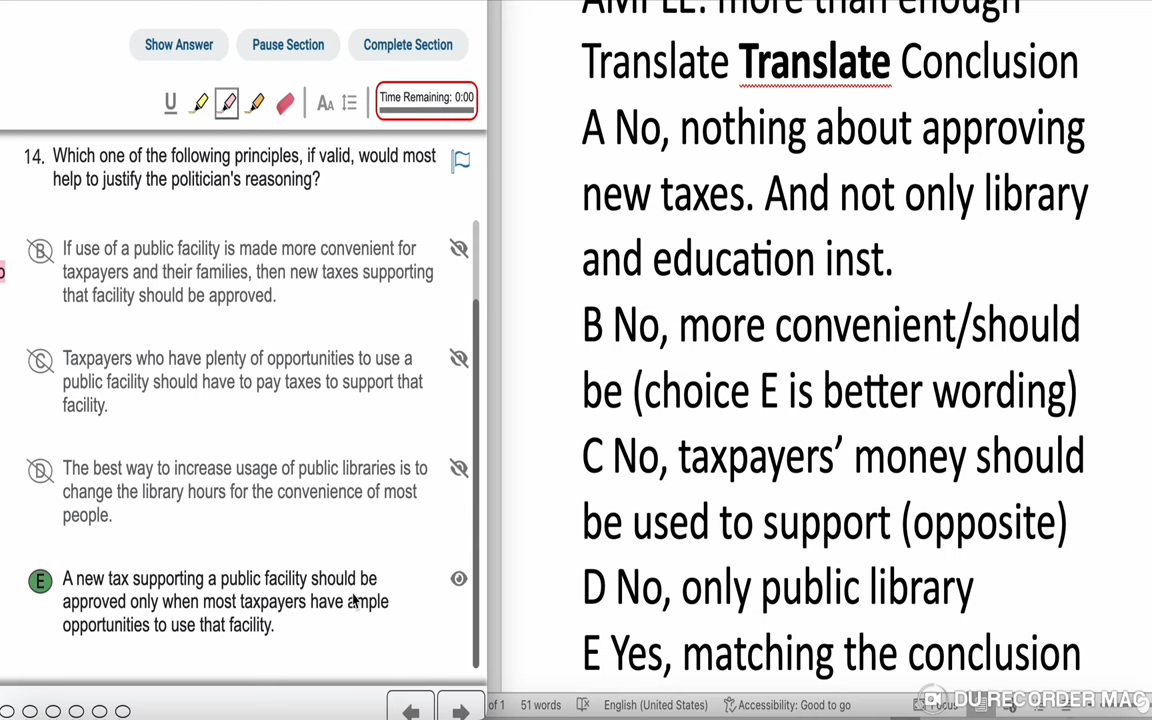 Show Answer
Pause Section
Complete Section
Time Remaining: 0:00
14. Which one of the following principles, if valid, would most
help to justify the politician's reasoning?
B If use of a public facility is made more convenient for
taxpayers and their families, then new taxes supporting
that facility should be approved.
C Taxpayers who have plenty of opportunities to use a
public facility should have to pay taxes to support that
facility.
D The best way to increase usage of public libraries is to
change the library hours for the convenience of most
people.
E A new tax supporting a public facility should be
approved only when most taxpayers have ample
opportunities to use that facility.
AMPLE: more than enough
Translate Translate Conclusion
A No, nothing about approving
new taxes. And not only library
and education inst.
B No, more convenient/should
be (choice E is better wording)
C No, taxpayers' money should
be used to support (opposite)
D No, only public library
E Yes, matching the conclusion
of 1 51 words English (United States) Accessibility: Good to go Focus
DU RECORDER MAC